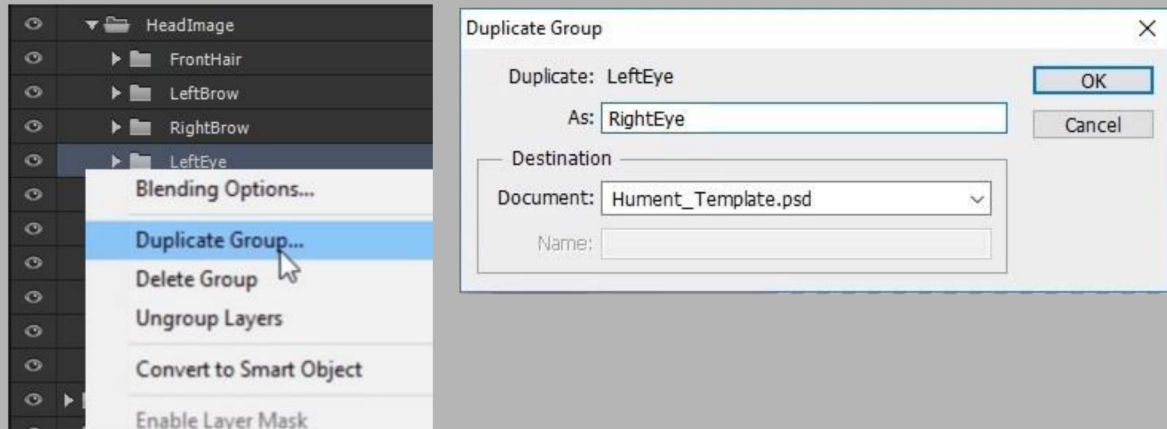 HeadImage
FrontHair
LeftBrow
RightBrow
LeftEye
Blending Options...
Duplicate Group...
Delete Group
Ungroup Layers
Convert to Smart Object
Enable Layer Mask
Duplicate Group
Duplicate: LeftEye
OK
As: RightEye
Cancel
Destination
Document: Hument_Template.psd
Name: